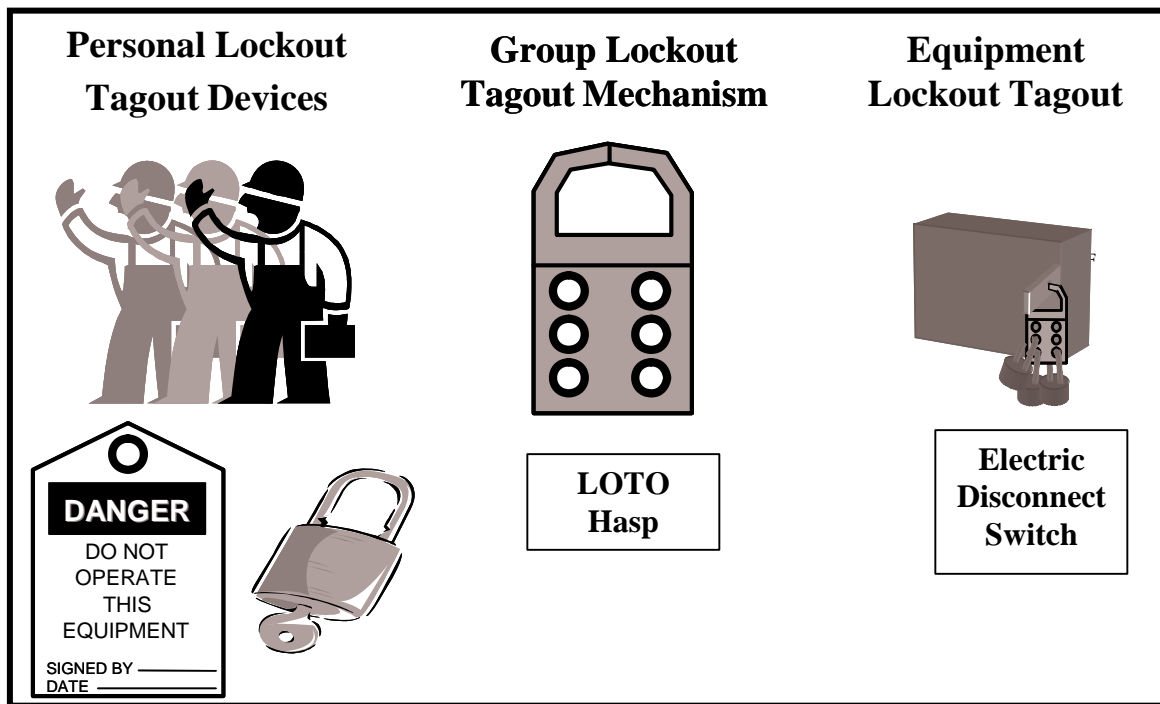 Personal Lockout
Tagout Devices
Group Lockout
Tagout Mechanism
Equipment
Lockout Tagout
DANGER
DO NOT
OPERATE
THIS
EQUIPMENT
SIGNED BY
DATE
LOTO
Hasp
Electric
Disconnect
Switch